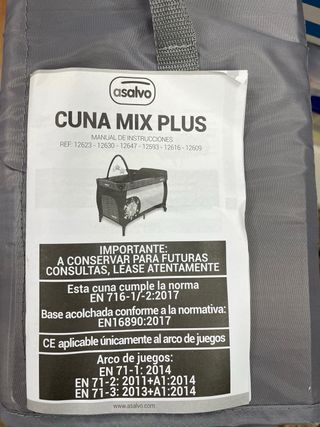 asalvo
CUNA MIX PLUS
MANUAL DE INSTRUCCIONES
REF: 12623 - 12630 - 12647 - 12593 - 12616 - 12609
IMPORTANTE:
A CONSERVAR PARA FUTURAS
CONSULTAS, LEASE ATENTAMENTE
Esta cuna cumple la norma
EN 716-1/-2:2017
Base acolchada conforme a la normativa:
EN16890:2017
CE aplicable únicamente al arco de juegos
Arco de juegos:
EN 71-1: 2014
EN 71-2: 2011+A1:2014
EN 71-3: 2013+A1:2014
www.asalvo.com